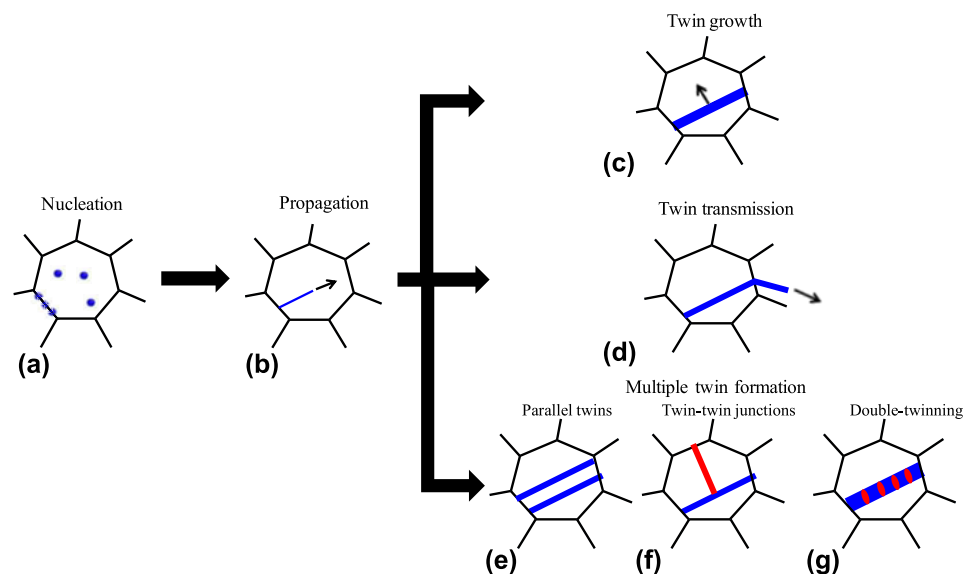 Twin growth
(c)
Nucleation
(a)
Propagation
(b)
Twin transmission
(d)
Multiple twin formation
Parallel twins
(e)
Twin-twin junctions
(f)
Double-twinning
(g)